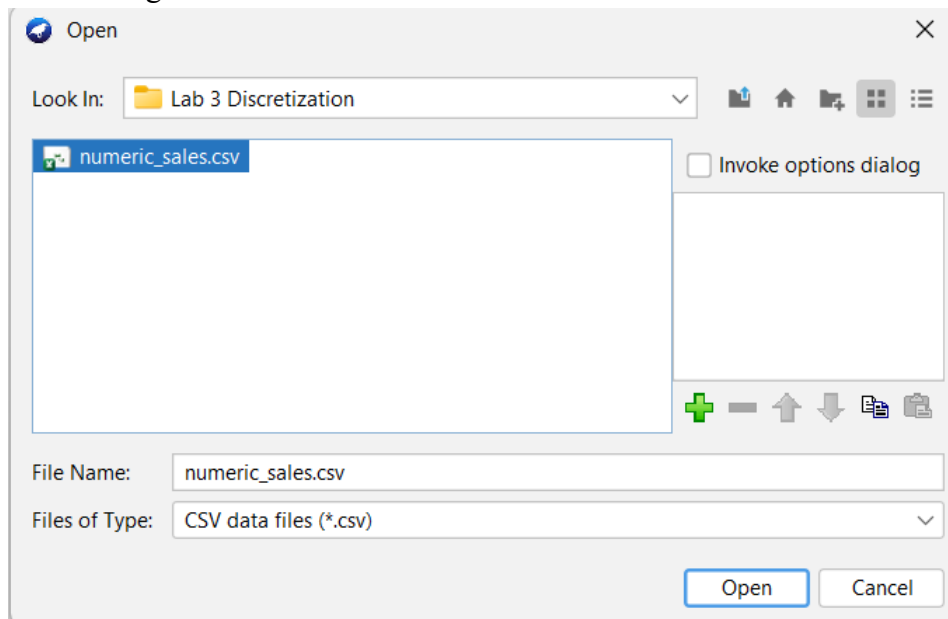 Open
Look In: Lab 3 Discretization
numeric_sales.csv
Invoke options dialog
File Name: numeric_sales.csv
Files of Type: CSV data files (*.csv)
Open Cancel